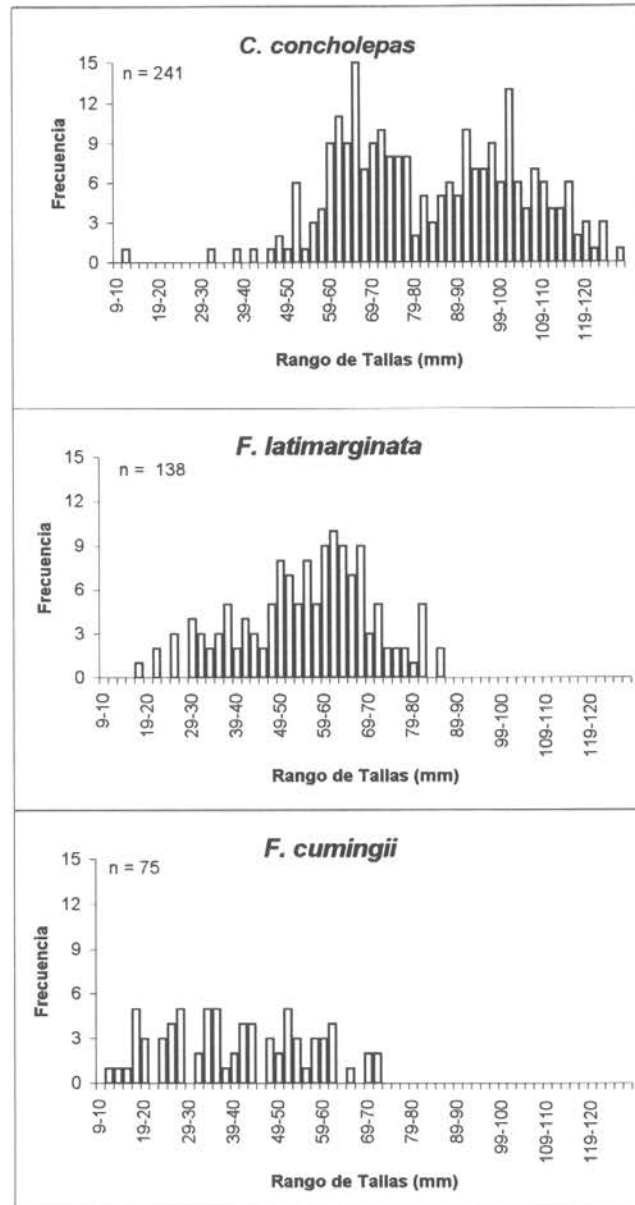 C. concholepas
n = 241
Frecuencia
15
12
9
6
3
0
9-10 19-20 29-30 39-40 49-50 59-60 69-70 79-80 89-90 99-100 109-110 119-120
Rango de Tallas (mm)
F. latimarginata
n = 138
Frecuencia
15
12
9
6
3
0
9-10 19-20 29-30 39-40 49-50 59-60 69-70 79-80 89-90 99-100 109-110 119-120
Rango de Tallas (mm)
F. cumingii
n = 75
Frecuencia
15
12
9
6
3
0
9-10 19-20 29-30 39-40 49-50 59-60 69-70 79-80 89-90 99-100 109-110 119-120
Rango de Tallas (mm)